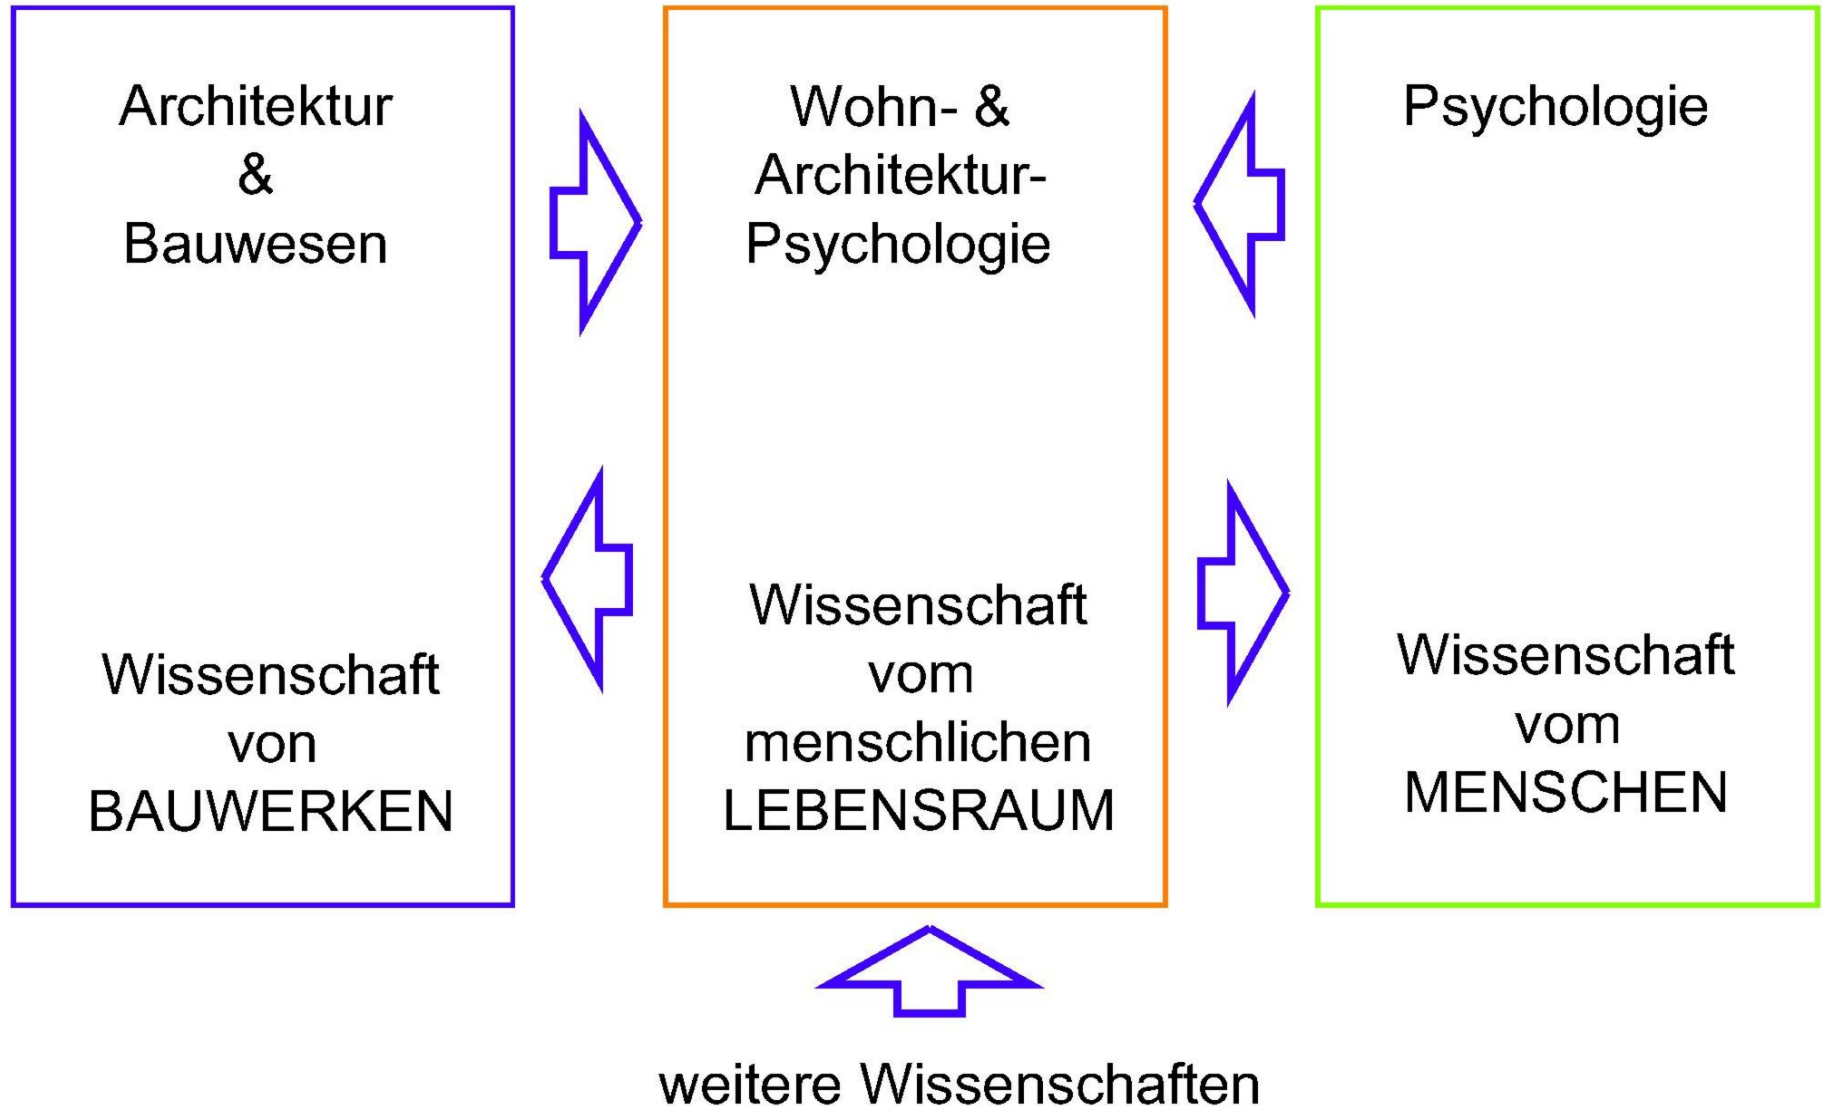 Architektur
&
Bauwesen
Wissenschaft
von
BAUWERKEN
Wohn- &
Architektur-
Psychologie
Wissenschaft
vom
menschlichen
LEBENSRAUM
Psychologie
Wissenschaft
vom
MENSCHEN
weitere Wissenschaften